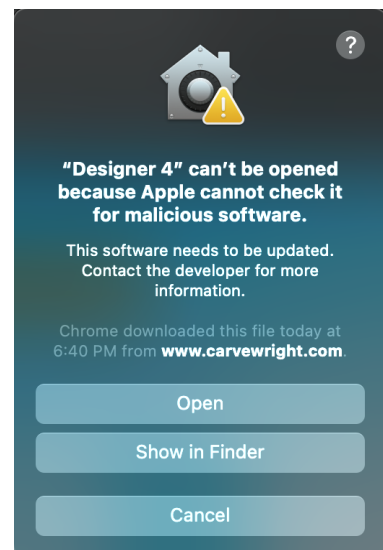 ?
“Designer 4” can’t be opened
because Apple cannot check it
for malicious software.
This software needs to be updated.
Contact the developer for more
information.
Chrome downloaded this file today at
6:40 PM from www.carvewright.com.
Open
Show in Finder
Cancel